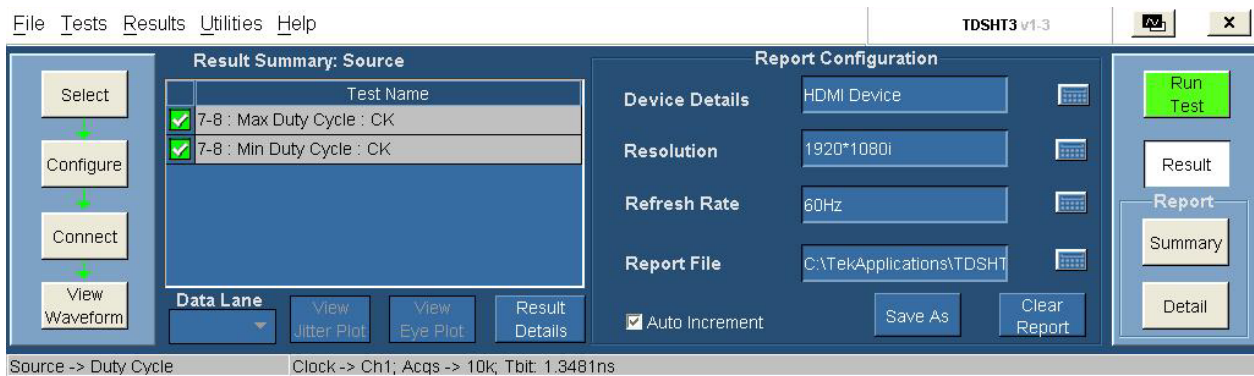 File Tests Results Utilities Help
TDSHT3 v1-3
x
Select
Configure
Connect
View
Waveform
Result Summary: Source
Test Name
7-8 : Max Duty Cycle : CK
7-8 : Min Duty Cycle : CK
Data Lane
View
Jitter Plot
View
Eye Plot
Result
Details
Report Configuration
Device Details
HDMI Device
Resolution
1920*1080i
Refresh Rate
60Hz
Report File
C:\TekApplications\TDSHT
Auto Increment
Save As
Clear
Report
Run
Test
Result
Report
Summary
Detail
Source -> Duty Cycle
Clock -> Ch1; Acqs -> 10k; Tbit: 1.3481ns